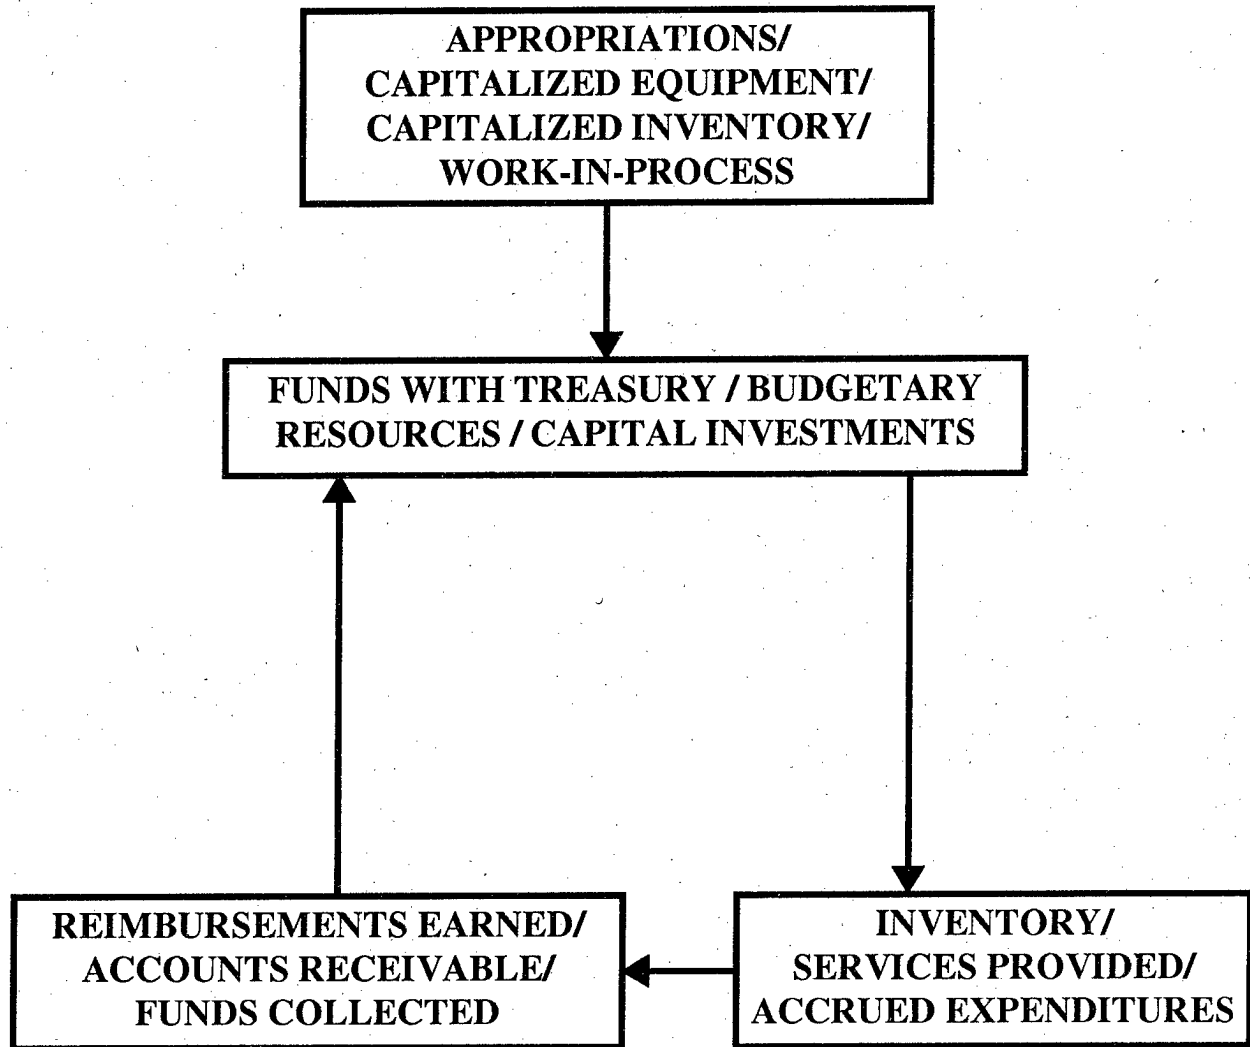 APPROPRIATIONS/
CAPITALIZED EQUIPMENT/
CAPITALIZED INVENTORY/
WORK-IN-PROCESS
FUNDS WITH TREASURY / BUDGETARY
RESOURCES / CAPITAL INVESTMENTS
REIMBURSEMENTS EARNED/
ACCOUNTS RECEIVABLE/
FUNDS COLLECTED
INVENTORY/
SERVICES PROVIDED/
ACCRUED EXPENDITURES